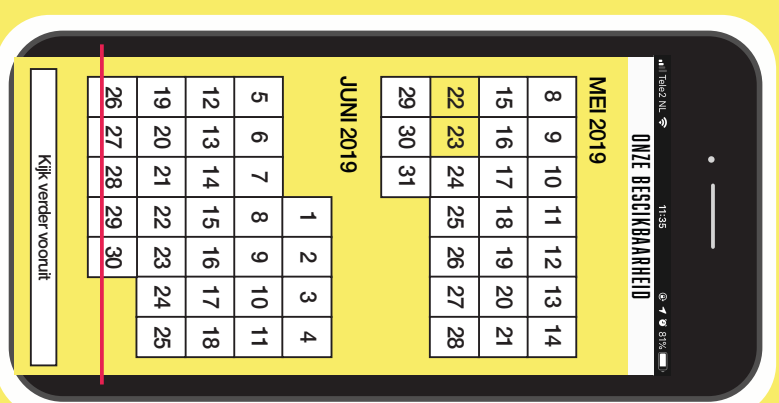 Tele2 NL 11:35 81%
ONZE BESCIKBAARHEID
MEI 2019
8 9 10 11 12 13 14
15 16 17 18 19 20 21
22 23 24 25 26 27 28
29 30 31
JUNI 2019
1 2 3 4
5 6 7 8 9 10 11
12 13 14 15 16 17 18
19 20 21 22 23 24 25
26 27 28 29 30
Kijk verder vooruit